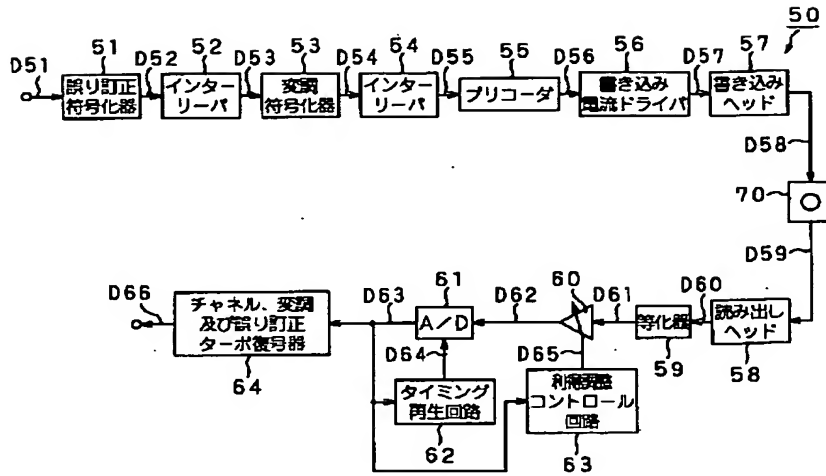 50
51
52
53
54
55
56
57
D51
D52
D53
D54
D55
D56
D57
誤り訂正
符号化器
インター
リーバ
変調
符号化器
インター
リーバ
プリコーダ
書き込み
電流ドライバ
書き込み
ヘッド
D58
70
D59
D66
チャネル、変調
及び誤り訂正
ターボ復号器
64
D63
61
A/D
D64
D62
60
D61
D65
等化器
59
D60
読み出し
ヘッド
58
タイミング
再生回路
62
利得調整
コントロール
回路
63